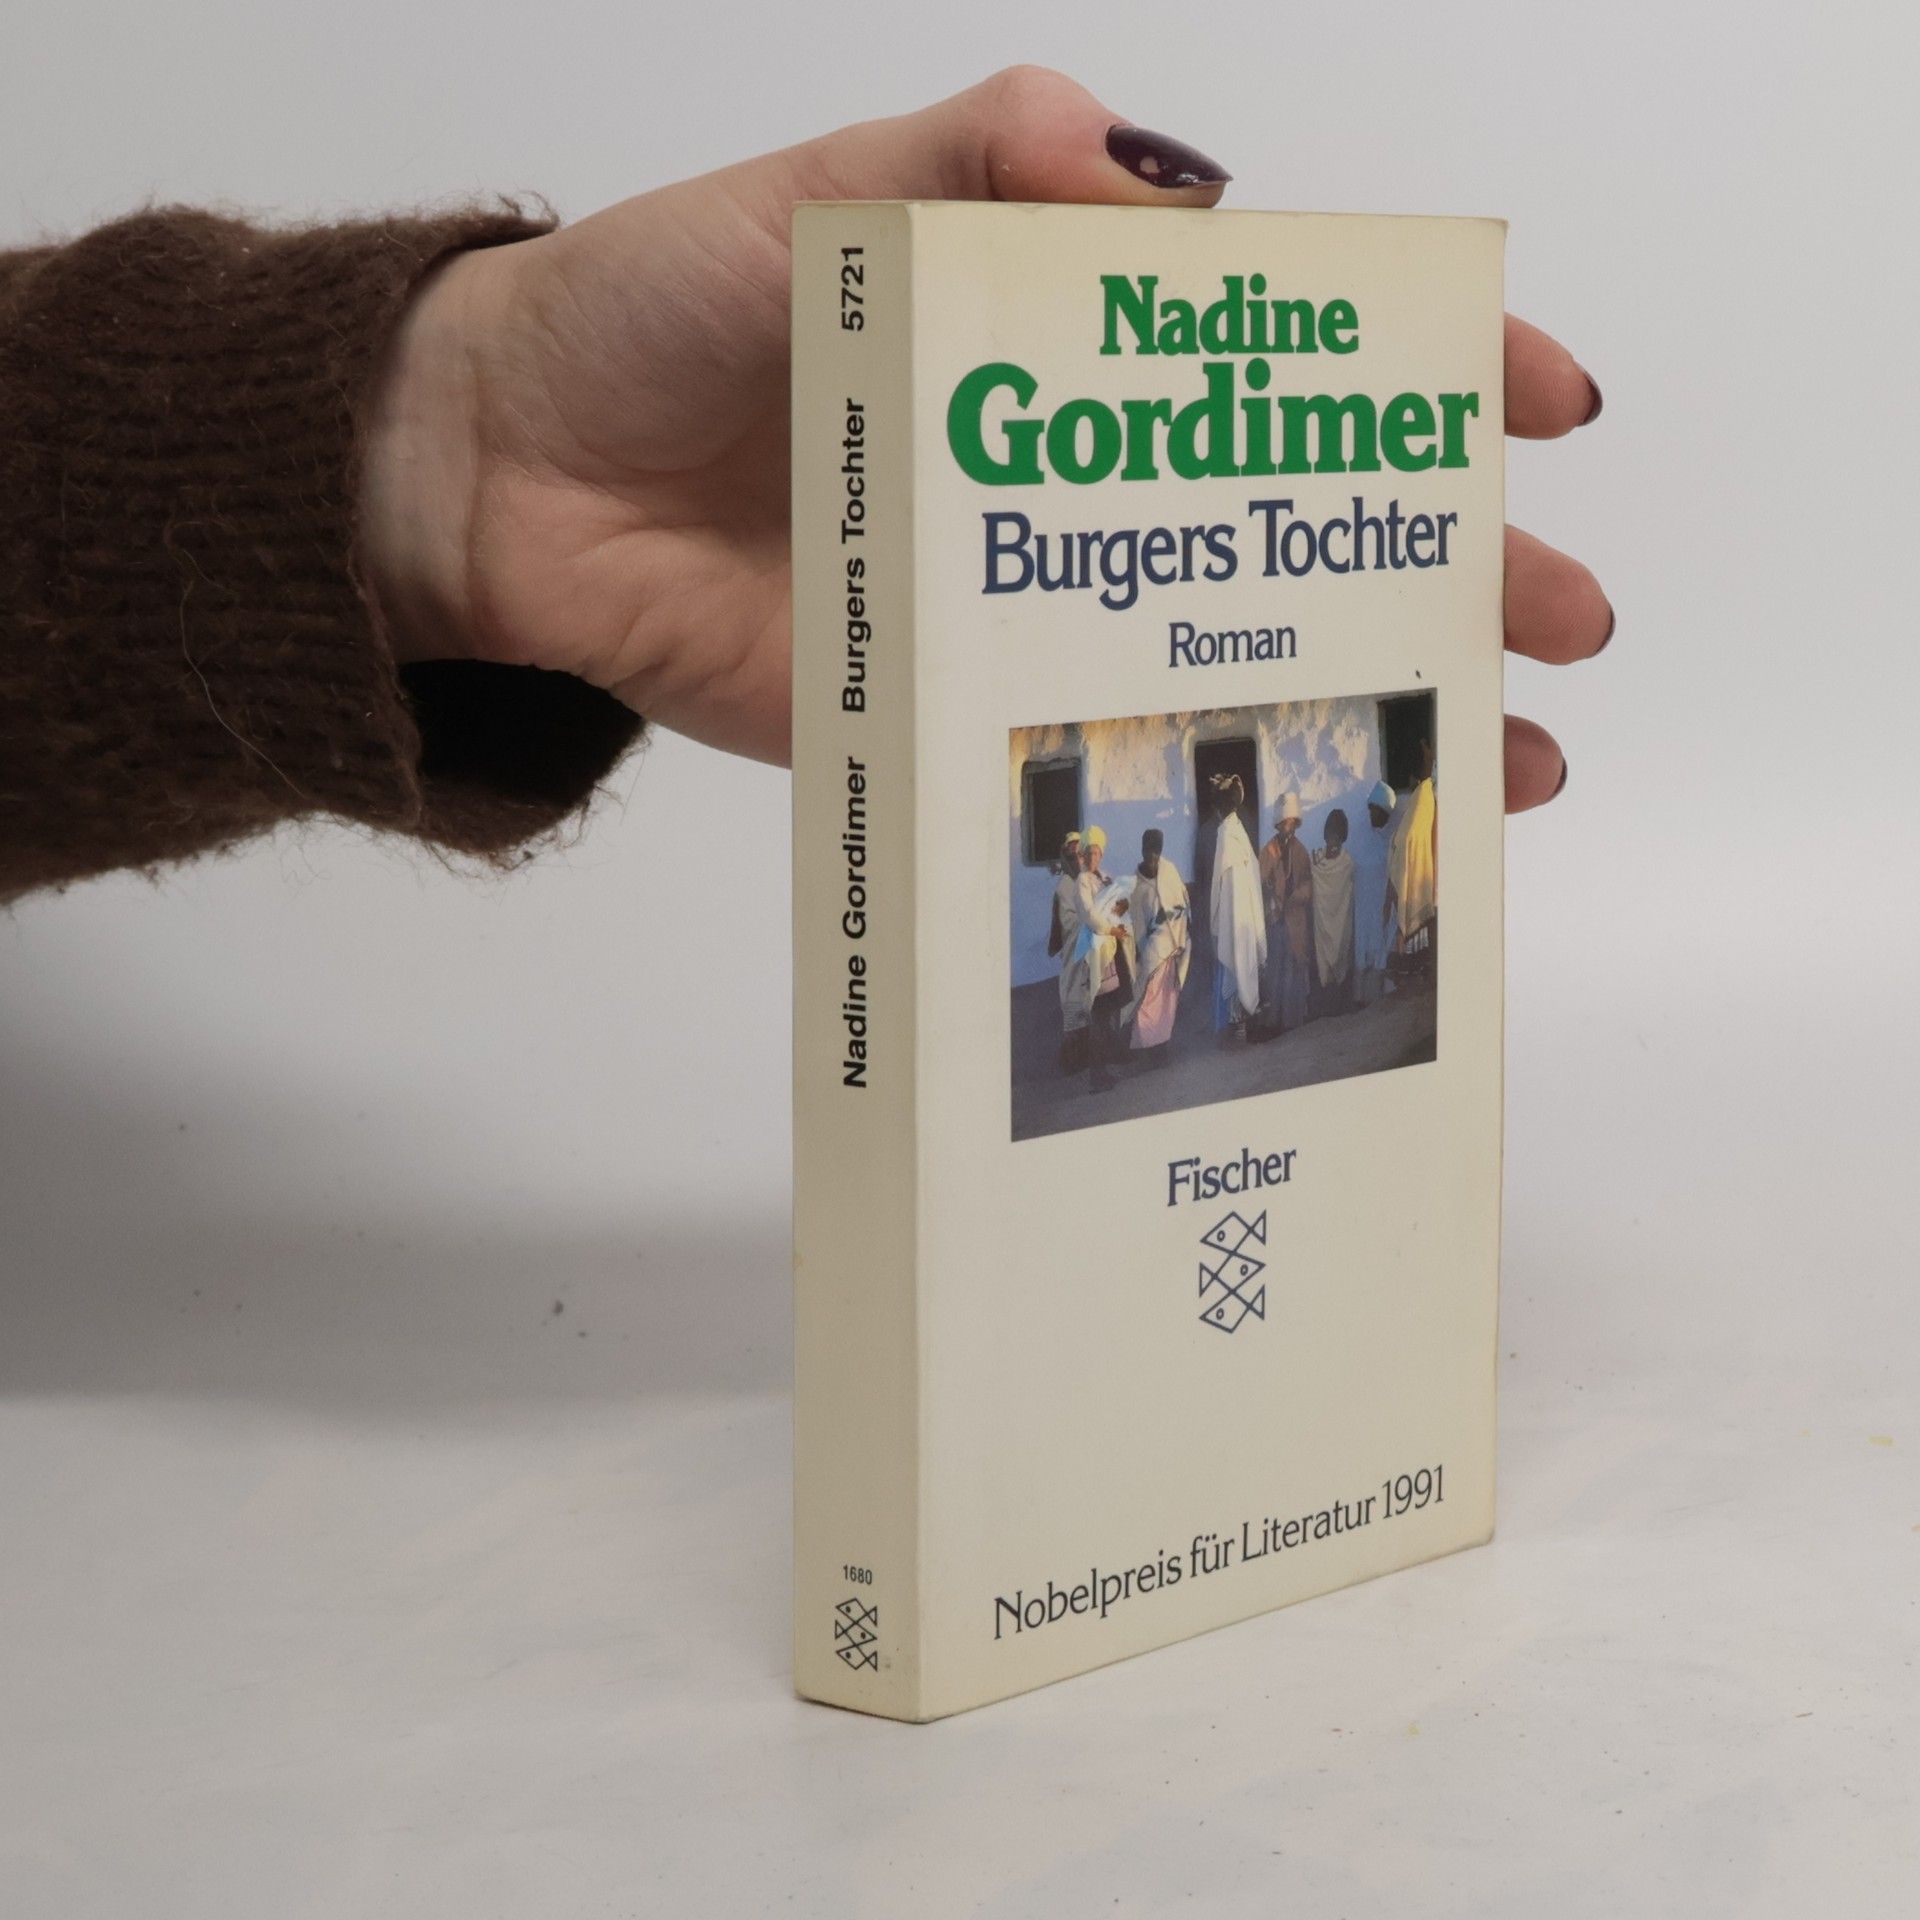 Nadine
Gordimer
Burgers Tochter
Roman
Fischer
Nobelpreis für Literatur 1991
Nadine Gordimer Burgers Tochter 5721
1680